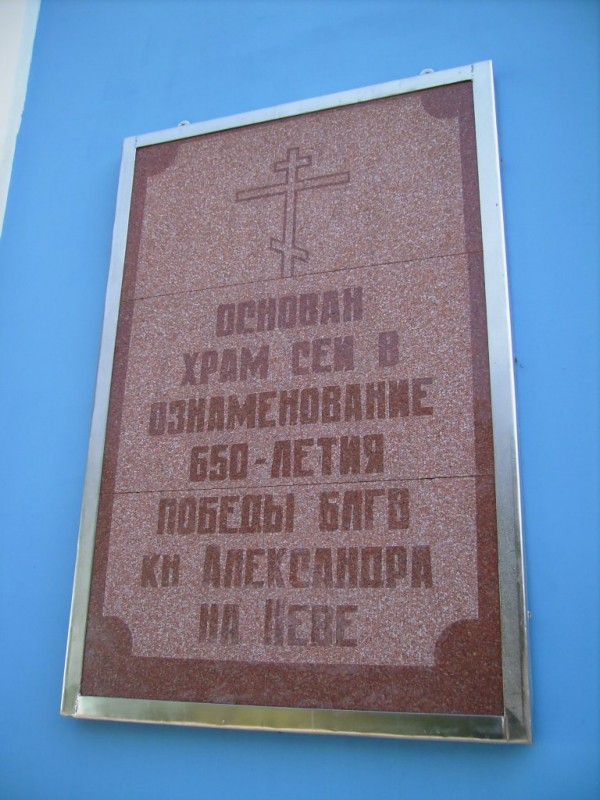 ОСНОВАН
ХРАМ СЕЙ В
ОЗНАМЕНОВАНИЕ
650-ЛЕТИЯ
ПОБЕДЫ БЛГВ
КН АЛЕКСАНДРА
НА НЕВЕ